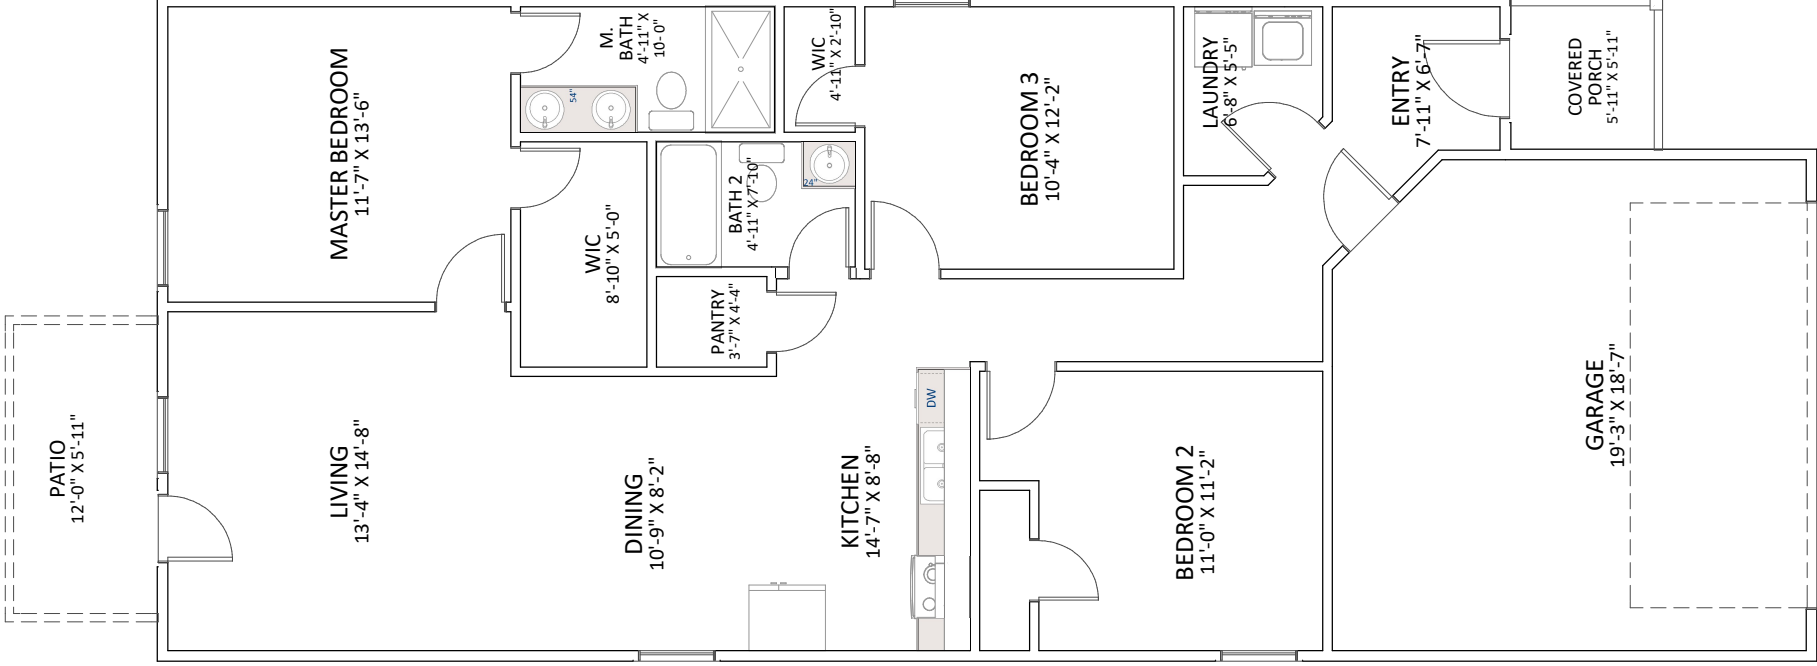 MASTER BEDROOM
11'-7" X 13'-6"
M.
BATH
4'-11" X
10-0"
54"
WIC
4'-11" X 2'-10"
BEDROOM 3
10'-4" X 12'-2"
LAUNDRY
6'-8" X 5'-5"
ENTRY
7'-11" X 6'-7"
COVERED
PORCH
5'-11" X 5'-11"
WIC
8'-10" X 5'-0"
BATH 2
4'-11" X 7'-10"
24"
PANTRY
3'-7" X 4'-4"
PATIO
12'-0" X 5'-11"
LIVING
13'-4" X 14'-8"
DINING
10'-9" X 8'-2"
KITCHEN
14'-7" X 8'-8"
DW
BEDROOM 2
11'-0" X 11'-2"
GARAGE
19'-3" X 18'-7"